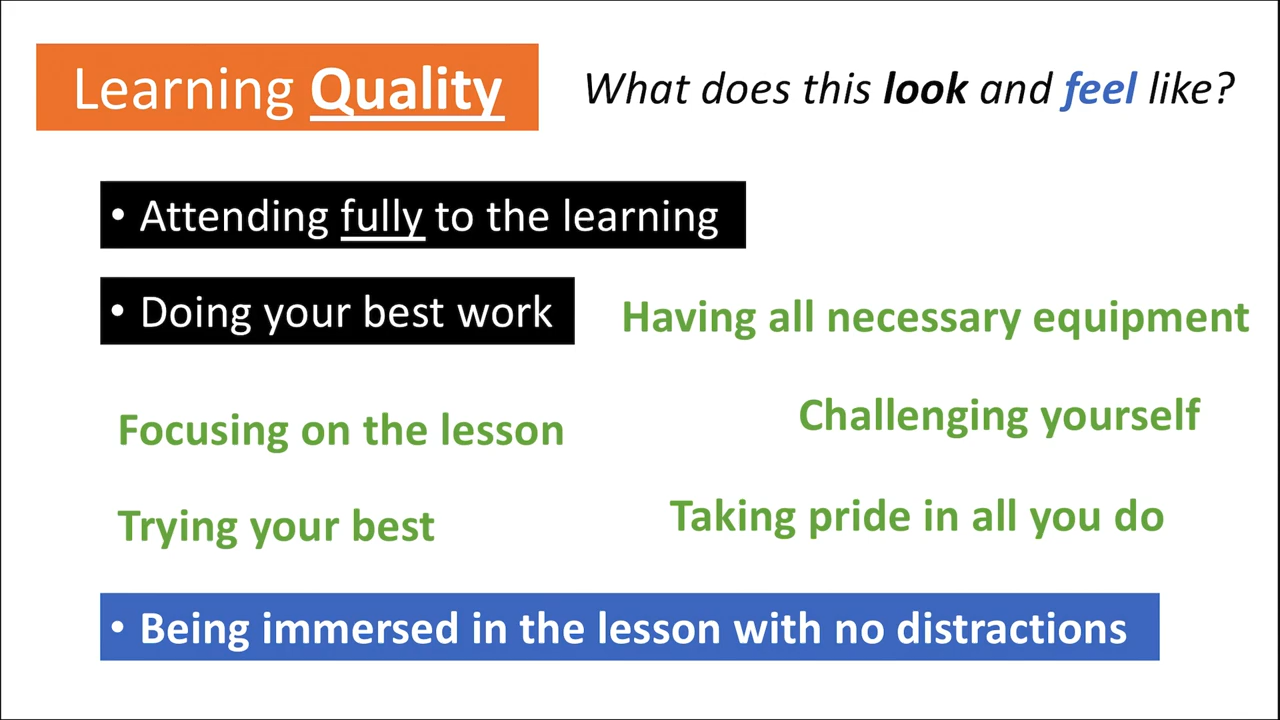 Learning Quality
What does this look and feel like?
• Attending fully to the learning
• Doing your best work
Having all necessary equipment
Focusing on the lesson
Challenging yourself
Trying your best
Taking pride in all you do
• Being immersed in the lesson with no distractions